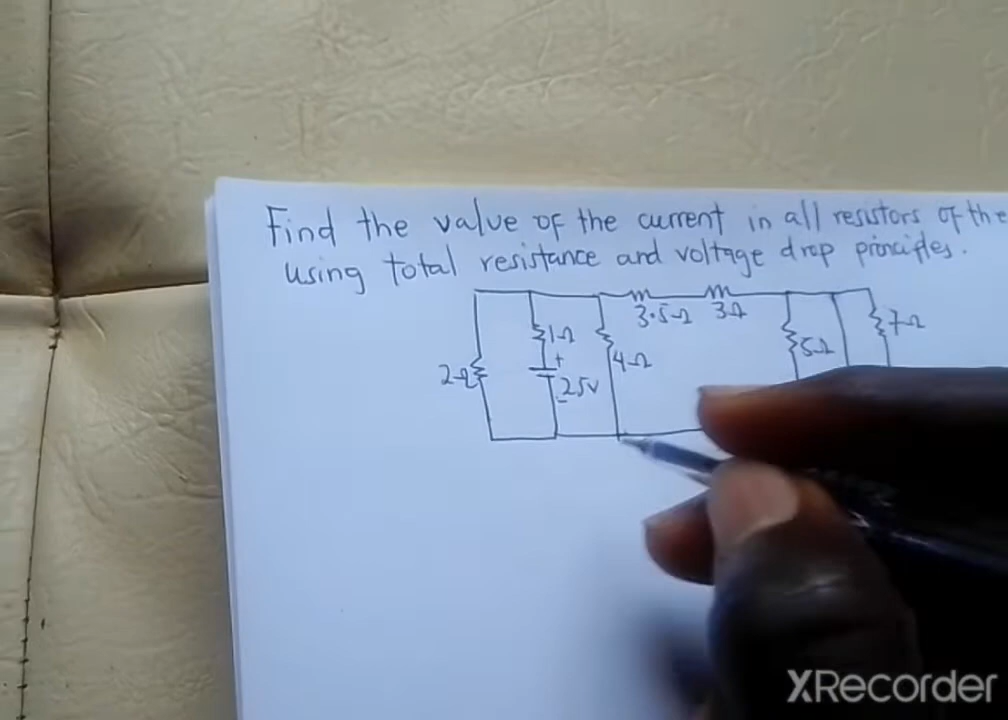 Find the value of the current in all resistors of the
using total resistance and voltage drop principles.
3.5Ω 3Ω
1Ω
7Ω
2Ω
+
4Ω
5Ω
- 25V
XRecorder